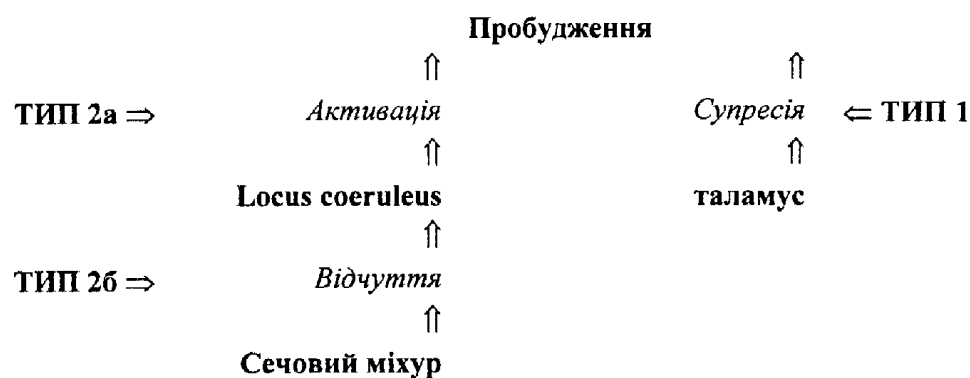 Пробудження
⇑ ⇑
ТИП 2а ⇒ Активація Супресія ⇐ ТИП 1
⇑ ⇑
Locus coeruleus таламус
⇑
ТИП 2б ⇒ Відчуття
⇑
Сечовий міхур